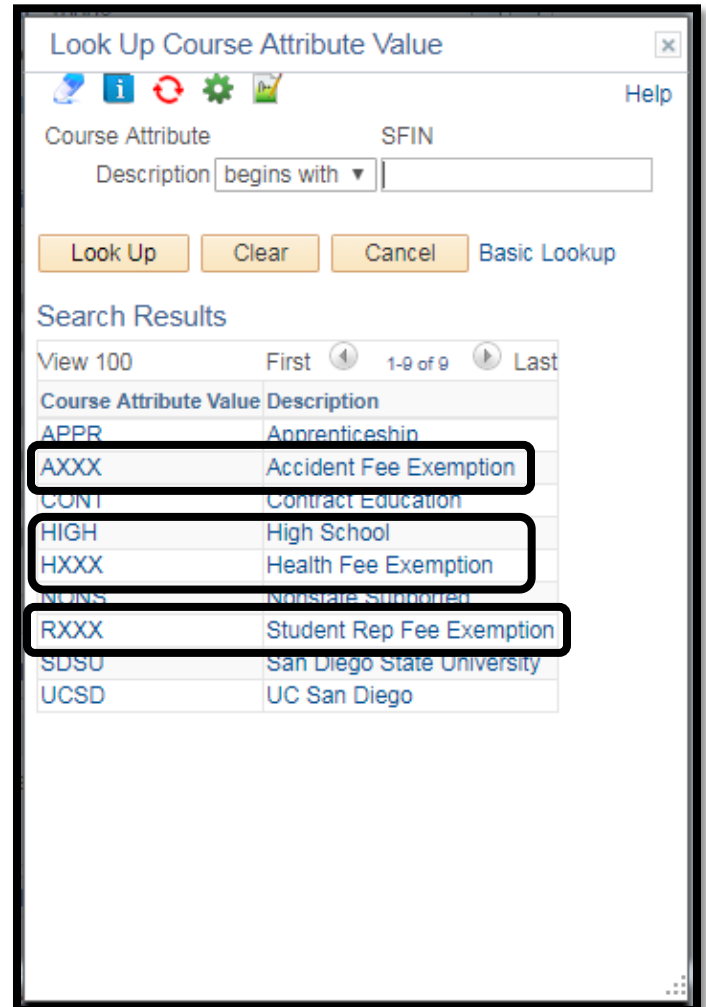 Look Up Course Attribute Value
Help
Course Attribute SFIN
Description begins with
Look Up Clear Cancel Basic Lookup
Search Results
View 100 First 1-9 of 9 Last
Course Attribute Value Description
APPR Apprenticeship
AXXX Accident Fee Exemption
CONT Contract Education
HIGH High School
HXXX Health Fee Exemption
NONS Nonstate Supported
RXXX Student Rep Fee Exemption
SDSU San Diego State University
UCSD UC San Diego